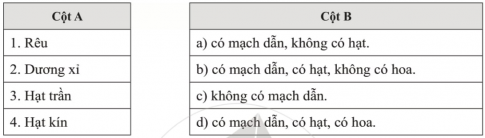 Cột A
1. Rêu
2. Dương xỉ
3. Hạt trần
4. Hạt kín
Cột B
a) có mạch dẫn, không có hạt.
b) có mạch dẫn, có hạt, không có hoa.
c) không có mạch dẫn.
d) có mạch dẫn, có hạt, có hoa.